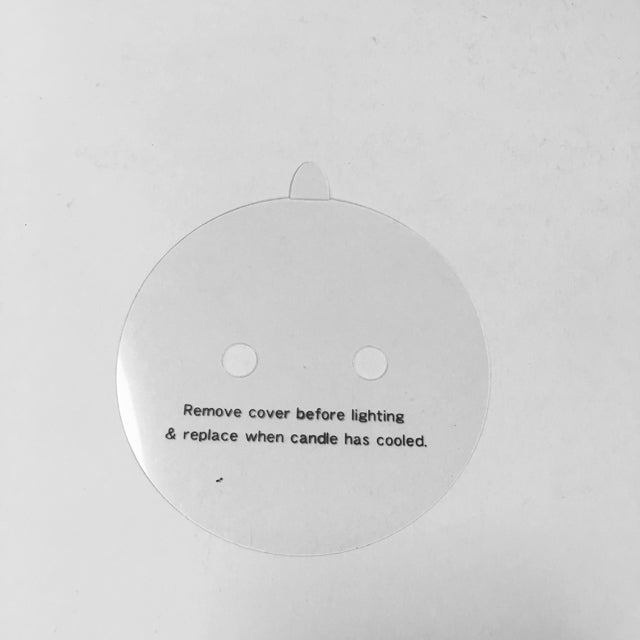 Remove cover before lighting
& replace when candle has cooled.